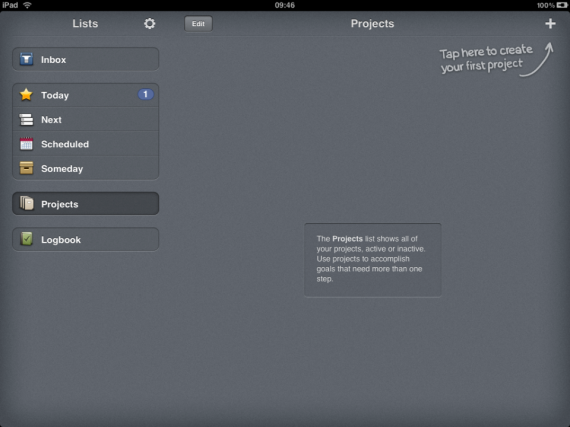 iPad 09:46 100%
Lists Edit Projects
Tap here to create
your first project
Inbox
Today 1
Next
Scheduled
Someday
Projects
Logbook
The Projects list shows all of
your projects, active or inactive.
Use projects to accomplish
goals that need more than one
step.